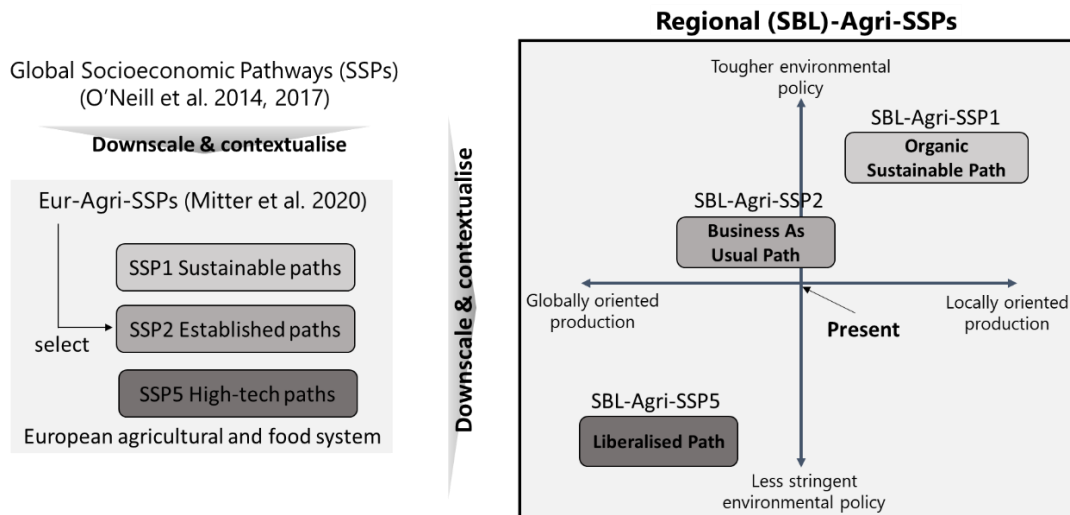 Global Socioeconomic Pathways (SSPs)
(O'Neill et al. 2014, 2017)
Downscale & contextualise
Eur-Agri-SSPs (Mitter et al. 2020)
SSP1 Sustainable paths
SSP2 Established paths
select
SSP5 High-tech paths
European agricultural and food system
Downscale & contextualise
Regional (SBL)-Agri-SSPs
Tougher environmental
policy
SBL-Agri-SSP1
Organic
Sustainable Path
SBL-Agri-SSP2
Business As
Usual Path
Globally oriented
production
Locally oriented
production
Present
SBL-Agri-SSP5
Liberalised Path
Less stringent
environmental policy